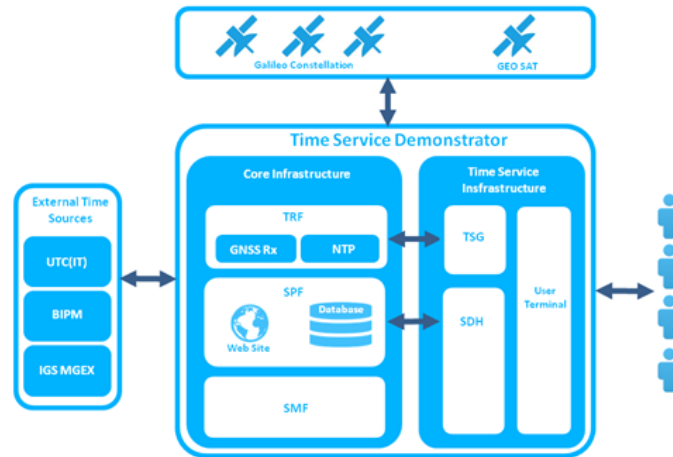 Galileo Constellation
GEO SAT
Time Service Demonstrator
External Time
Sources
UTC(IT)
BIPM
IGS MGEX
Core Infrastructure
TRF
GNSS Rx
NTP
SPF
Web Site
Database
SMF
Time Service
Insfrastructure
TSG
SDH
User
Terminal